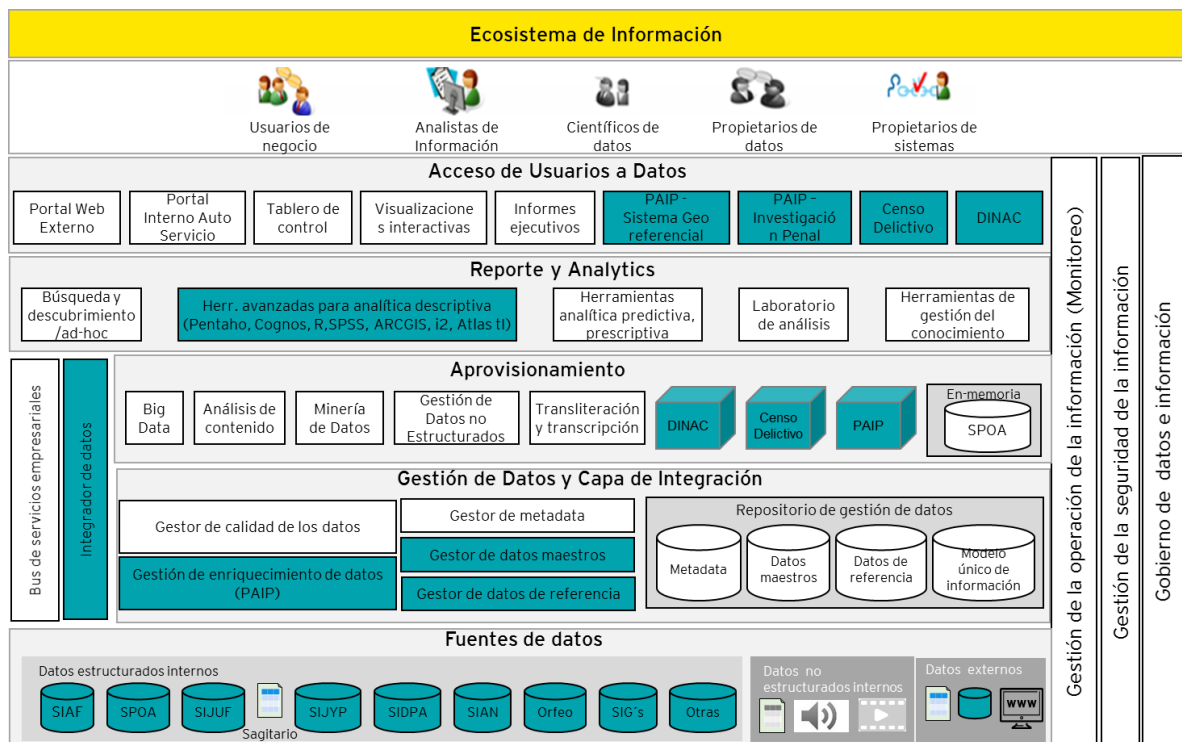 Ecosistema de Información
Usuarios de
negocio
Analistas de
Información
Científicos de
datos
Propietarios de
datos
Propietarios de
sistemas
Acceso de Usuarios a Datos
Portal Web
Externo
Portal
Interno Auto
Servicio
Tablero de
control
Visualizacione
s interactivas
Informes
ejecutivos
PAIP -
Sistema Geo
referencial
PAIP –
Investigació
n Penal
Censo
Delictivo
DINAC
Reporte y Analytics
Búsqueda y
descubrimiento
/ad-hoc
Herr. avanzadas para analítica descriptiva
(Pentaho, Cognos, R,SPSS, ARCGIS, i2, Atlas tI)
Herramientas
analítica predictiva,
prescriptiva
Laboratorio
de análisis
Herramientas de
gestión del
conocimiento
Bus de servicios empresariales
Integrador de datos
Aprovisionamiento
Big
Data
Análisis de
contenido
Minería
de Datos
Gestión de
Datos no
Estructurados
Transliteración
y transcripción
DINAC
Censo
Delictivo
PAIP
En-memoria
SPOA
Gestión de Datos y Capa de Integración
Gestor de calidad de los datos
Gestión de enriquecimiento de datos
(PAIP)
Gestor de metadata
Gestor de datos maestros
Gestor de datos de referencia
Repositorio de gestión de datos
Metadata
Datos
maestros
Datos de
referencia
Modelo
único de
información
Fuentes de datos
Datos estructurados internos
SIAF
SPOA
SIJUF
Sagitario
SIJYP
SIDPA
SIAN
Orfeo
SIG´s
Otras
Datos no
estructurados internos
Datos externos
WWW
Gestión de la operación de la información (Monitoreo)
Gestión de la seguridad de la información
Gobierno de datos e información